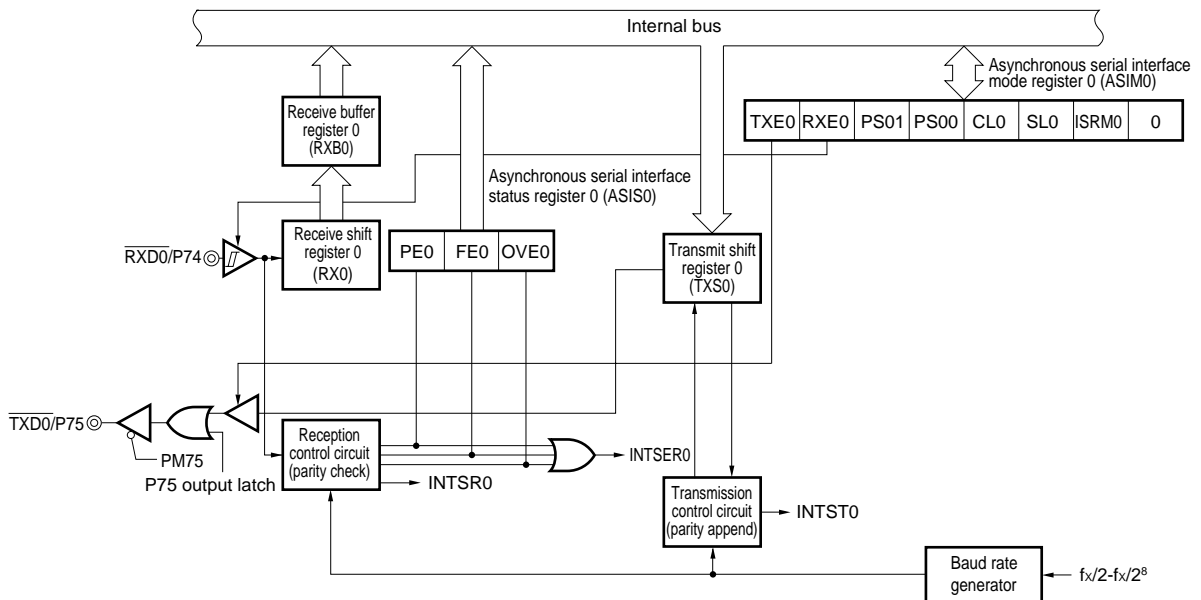 Internal bus
Asynchronous serial interface
mode register 0 (ASIM0)
Receive buffer
register 0
(RXB0)
TXE0 RXE0 PS01 PS00 CL0 SL0 ISRM0 0
Asynchronous serial interface
status register 0 (ASIS0)
RXD0/P74
Receive shift
register 0
(RX0)
PE0 FE0 OVE0
Transmit shift
register 0
(TXS0)
TXD0/P75
PM75
P75 output latch
Reception
control circuit
(parity check)
INTSER0
INTSR0
Transmission
control circuit
(parity append)
INTST0
Baud rate
generator
fX/2-fX/2⁸